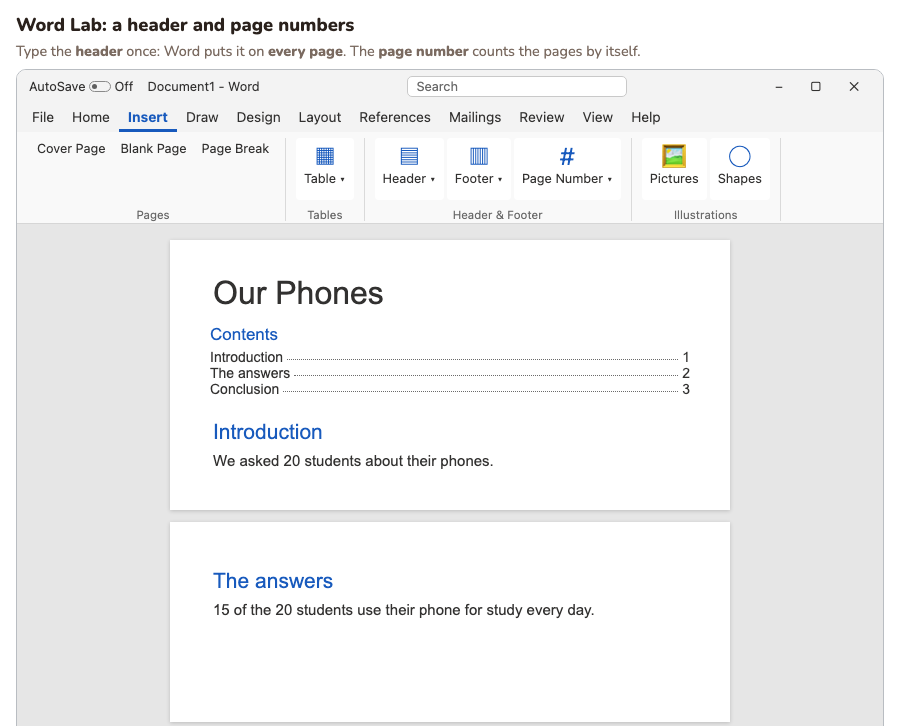 Word Lab: a header and page numbers
Type the header once: Word puts it on every page. The page number counts the pages by itself.
AutoSave Off Document1 - Word Search
File Home Insert Draw Design Layout References Mailings Review View Help
Cover Page Blank Page Page Break
Table Header Footer # Page Number Pictures Shapes
Pages Tables Header & Footer Illustrations
Our Phones
Contents
Introduction 1
The answers 2
Conclusion 3
Introduction
We asked 20 students about their phones.
The answers
15 of the 20 students use their phone for study every day.